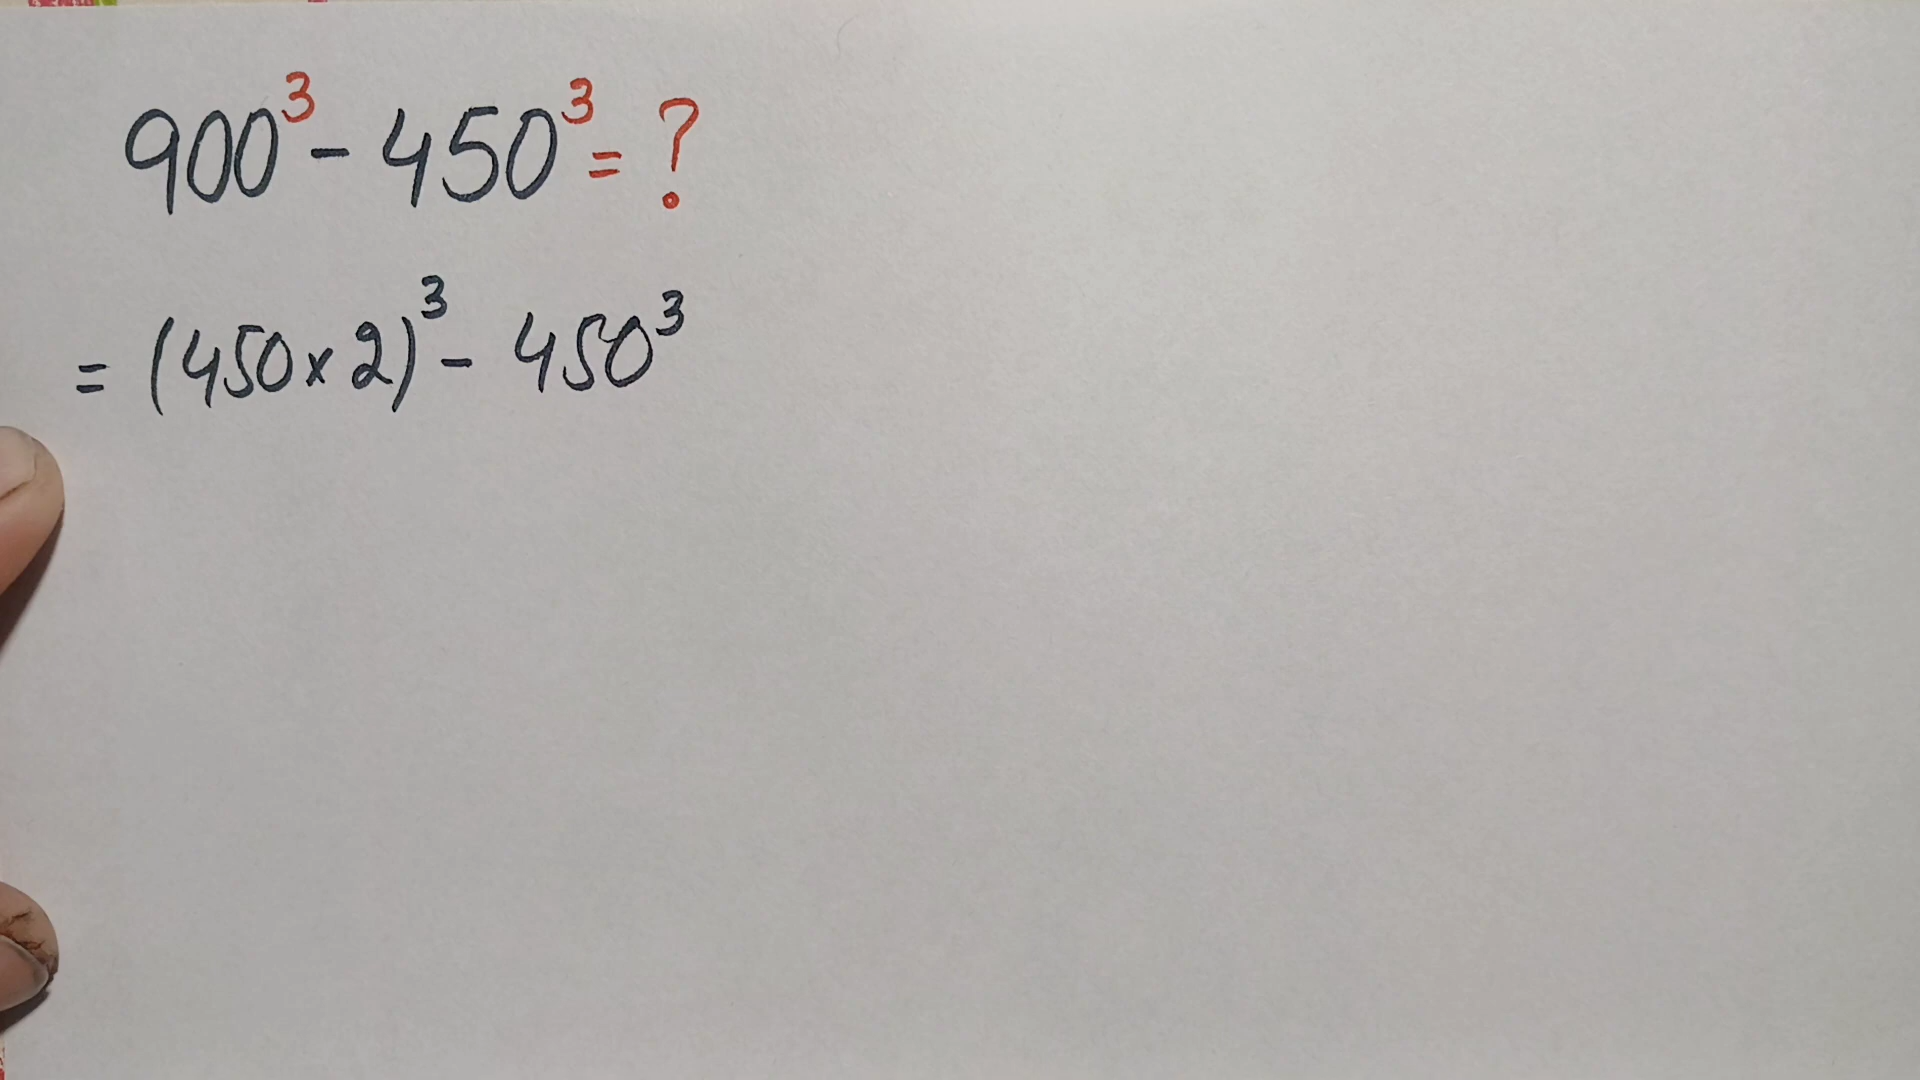 900³ - 450³ = ?
= (450 × 2)³ - 450³